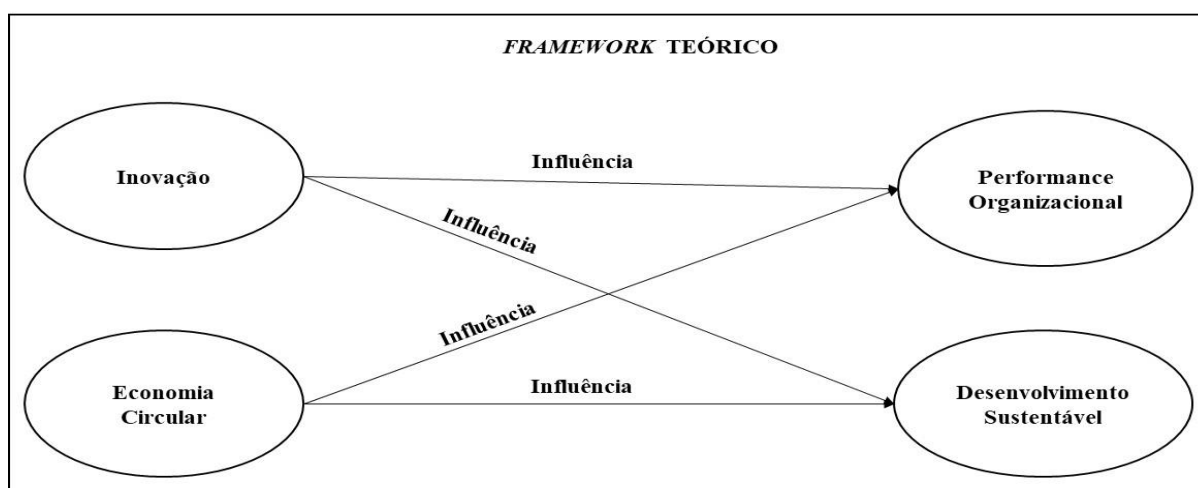 FRAMEWORK TEÓRICO
Inovação
Influência
Performance
Organizacional
Influência
Influência
Economia
Circular
Influência
Desenvolvimento
Sustentável